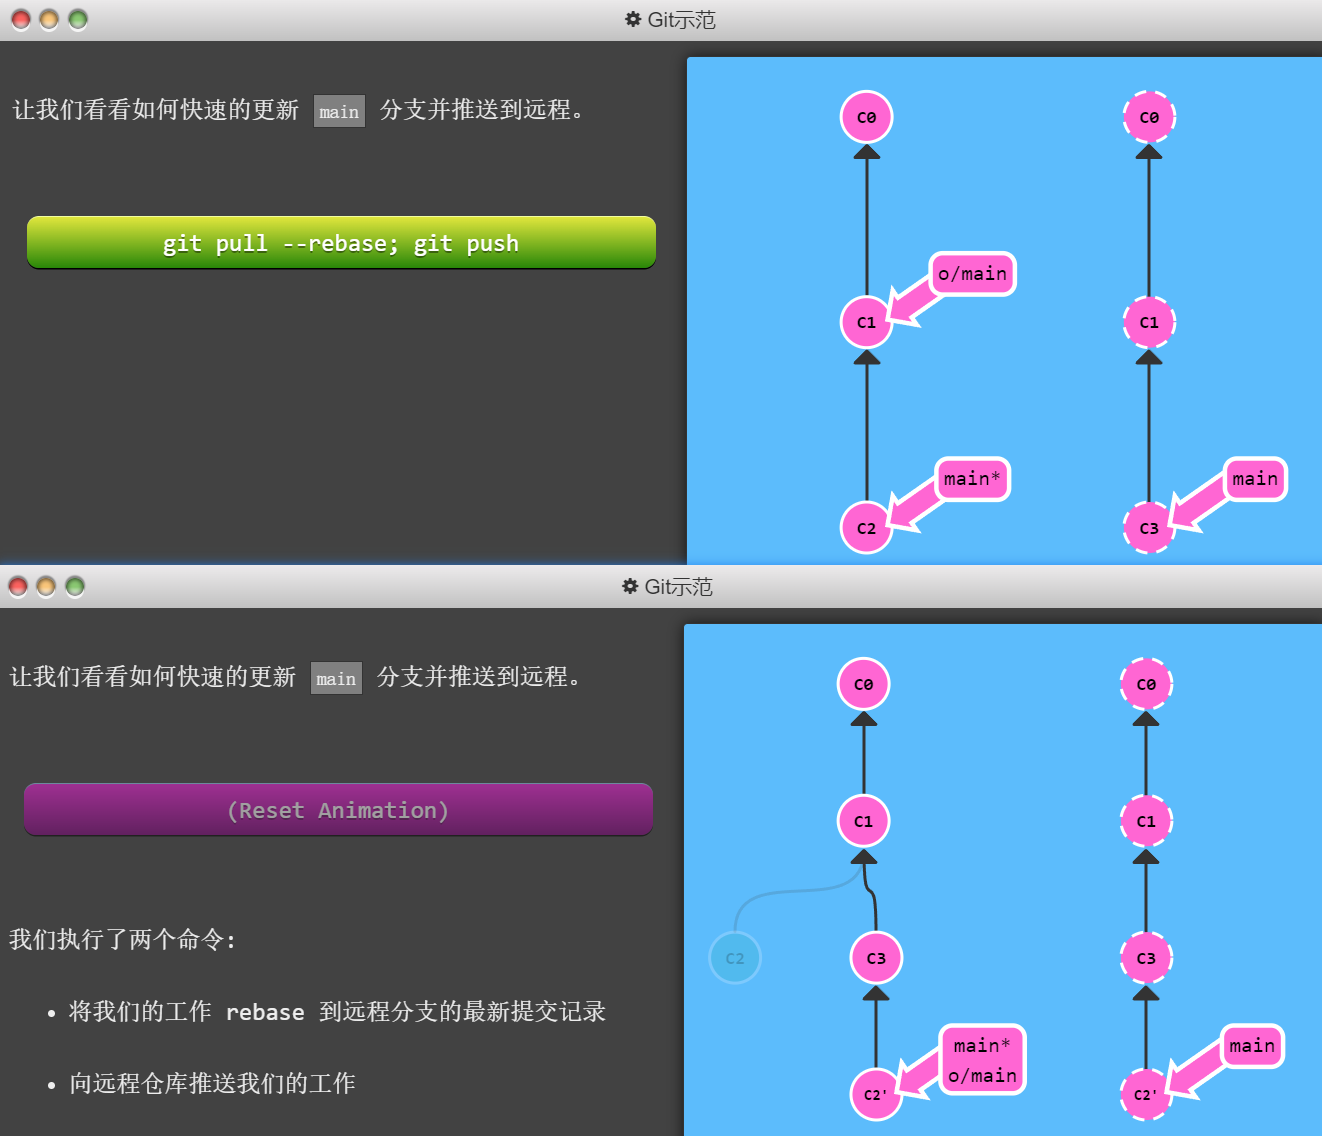 Git示范
让我们看看如何快速的更新 main 分支并推送到远程。
git pull --rebase; git push
C0
C0
o/main
C1
C1
main*
main
C2
C3
Git示范
让我们看看如何快速的更新 main 分支并推送到远程。
(Reset Animation)
我们执行了两个命令:
将我们的工作 rebase 到远程分支的最新提交记录
向远程仓库推送我们的工作
C0
C0
C1
C1
C2
C3
C3
main*
o/main
main
C2'
C2'